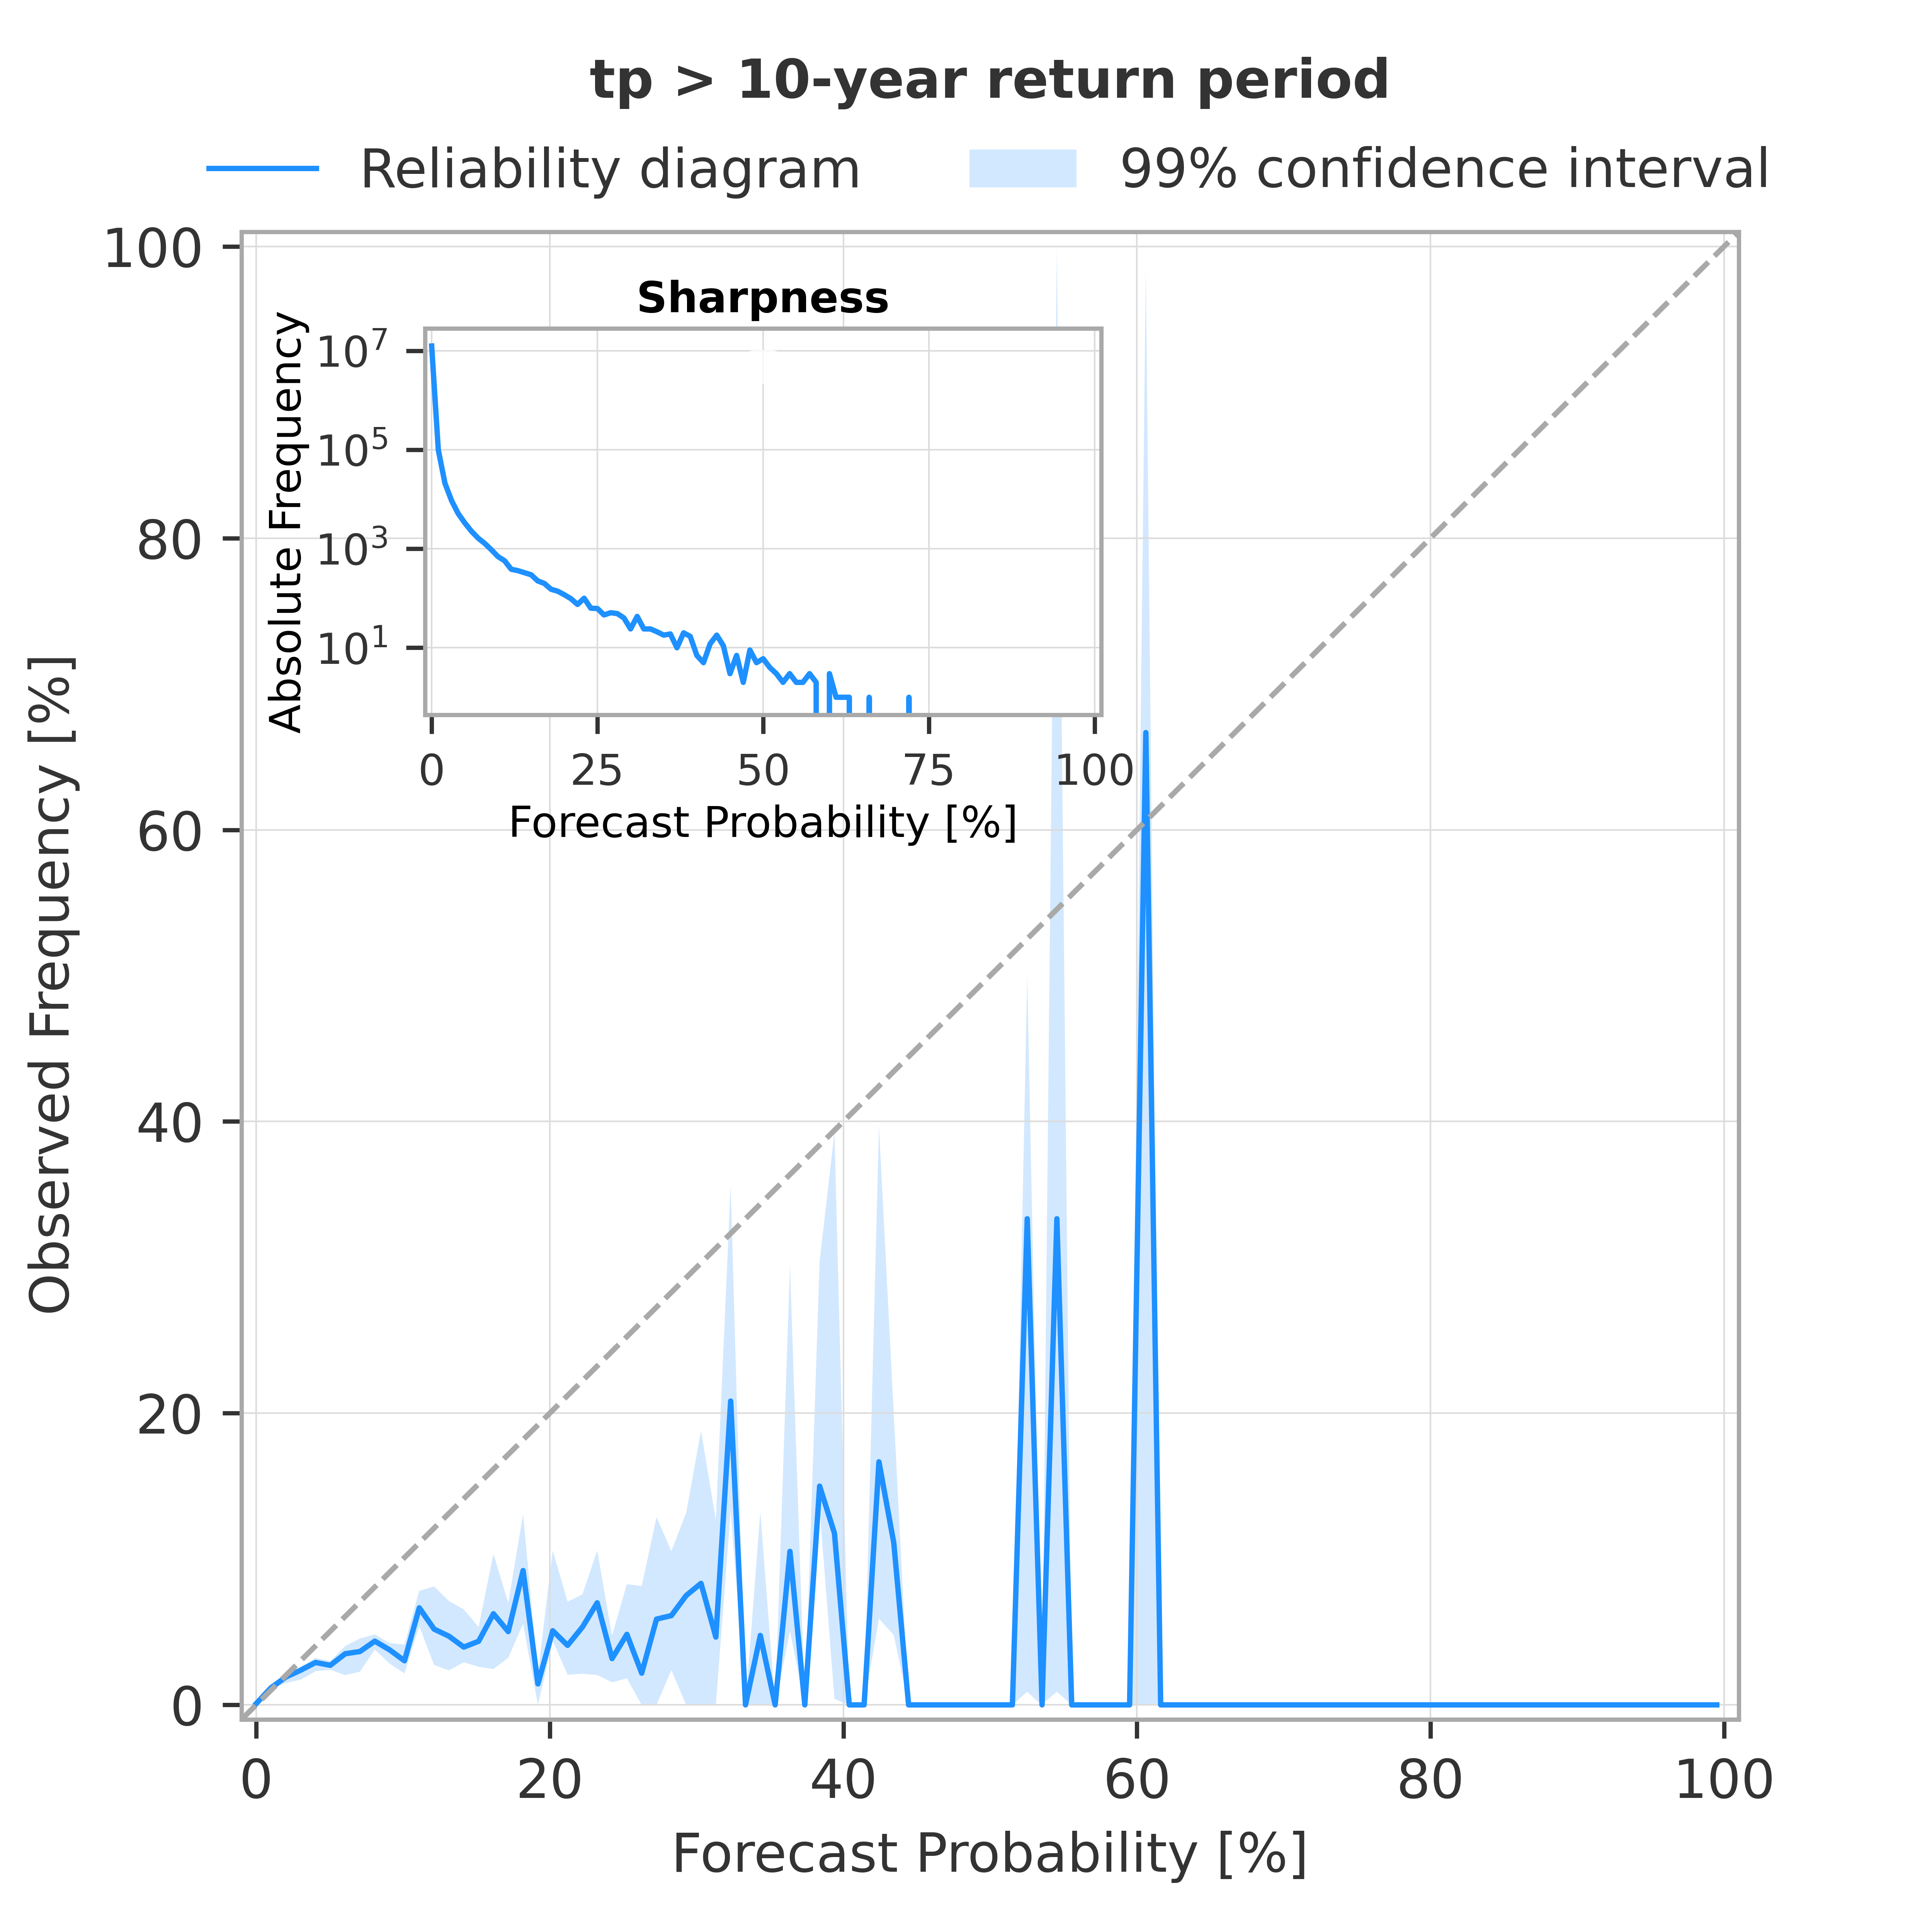 tp > 10-year return period
Reliability diagram
99% confidence interval
Observed Frequency [%]
100
80
60
40
20
0
Sharpness
Absolute Frequency
10⁷
10⁵
10³
10¹
0 25 50 75 100
Forecast Probability [%]
0 20 40 60 80 100
Forecast Probability [%]